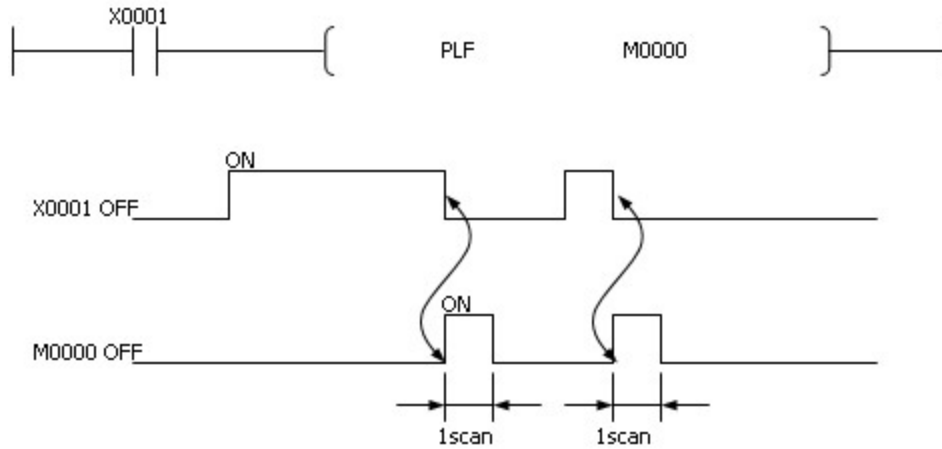 X0001
PLF M0000
ON
X0001 OFF
ON
M0000 OFF
1scan 1scan